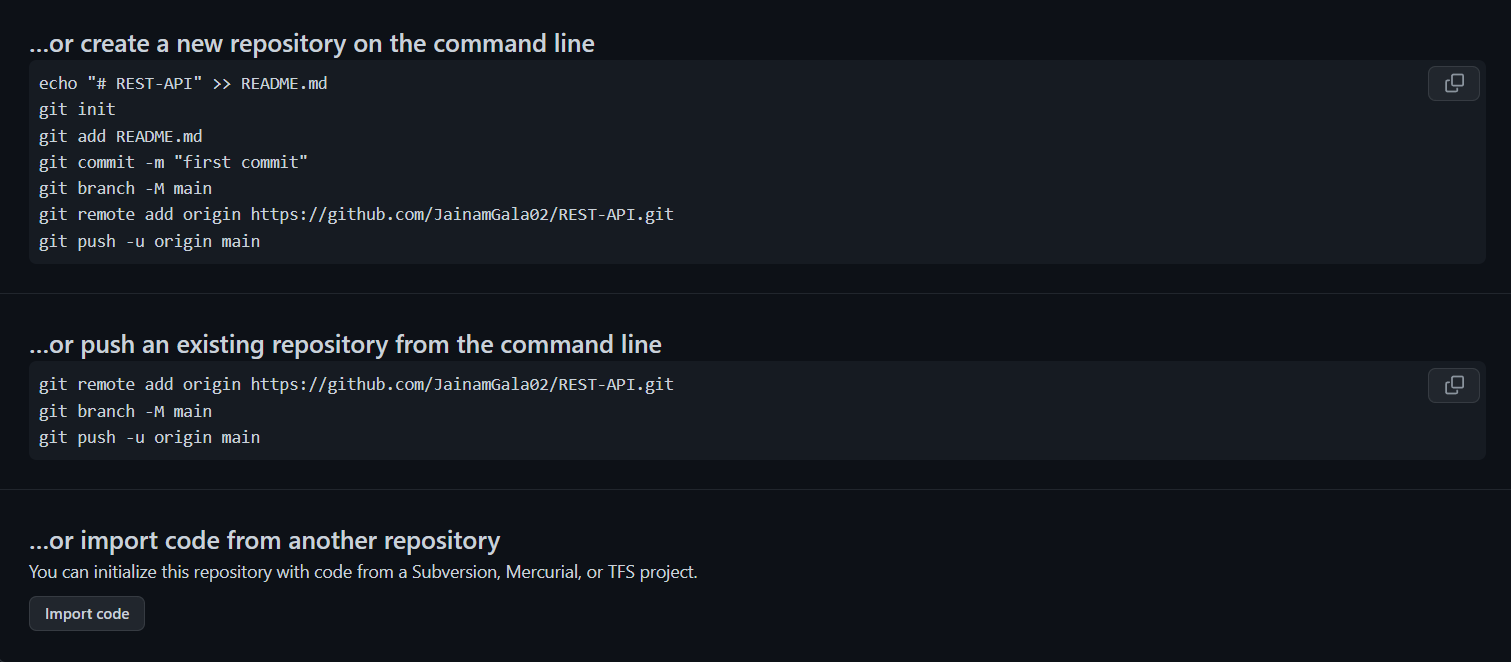 ...or create a new repository on the command line
echo "# REST-API" >> README.md
git init
git add README.md
git commit -m "first commit"
git branch -M main
git remote add origin https://github.com/JainamGala02/REST-API.git
git push -u origin main
...or push an existing repository from the command line
git remote add origin https://github.com/JainamGala02/REST-API.git
git branch -M main
git push -u origin main
...or import code from another repository
You can initialize this repository with code from a Subversion, Mercurial, or TFS project.
Import code